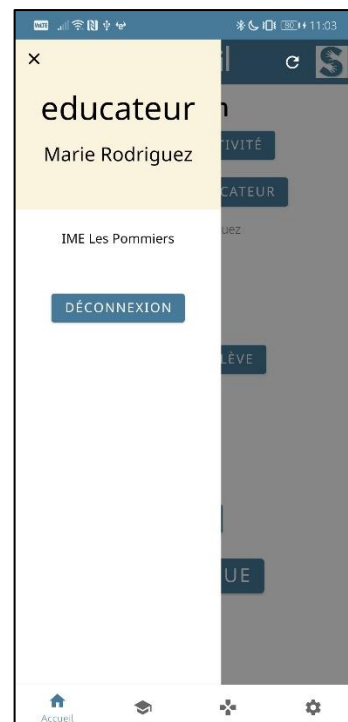 11:03
educateur
Marie Rodriguez
IME Les Pommiers
DÉCONNEXION
TIVITÉ
CATEUR
uez
LÈVE
UE
Accueil